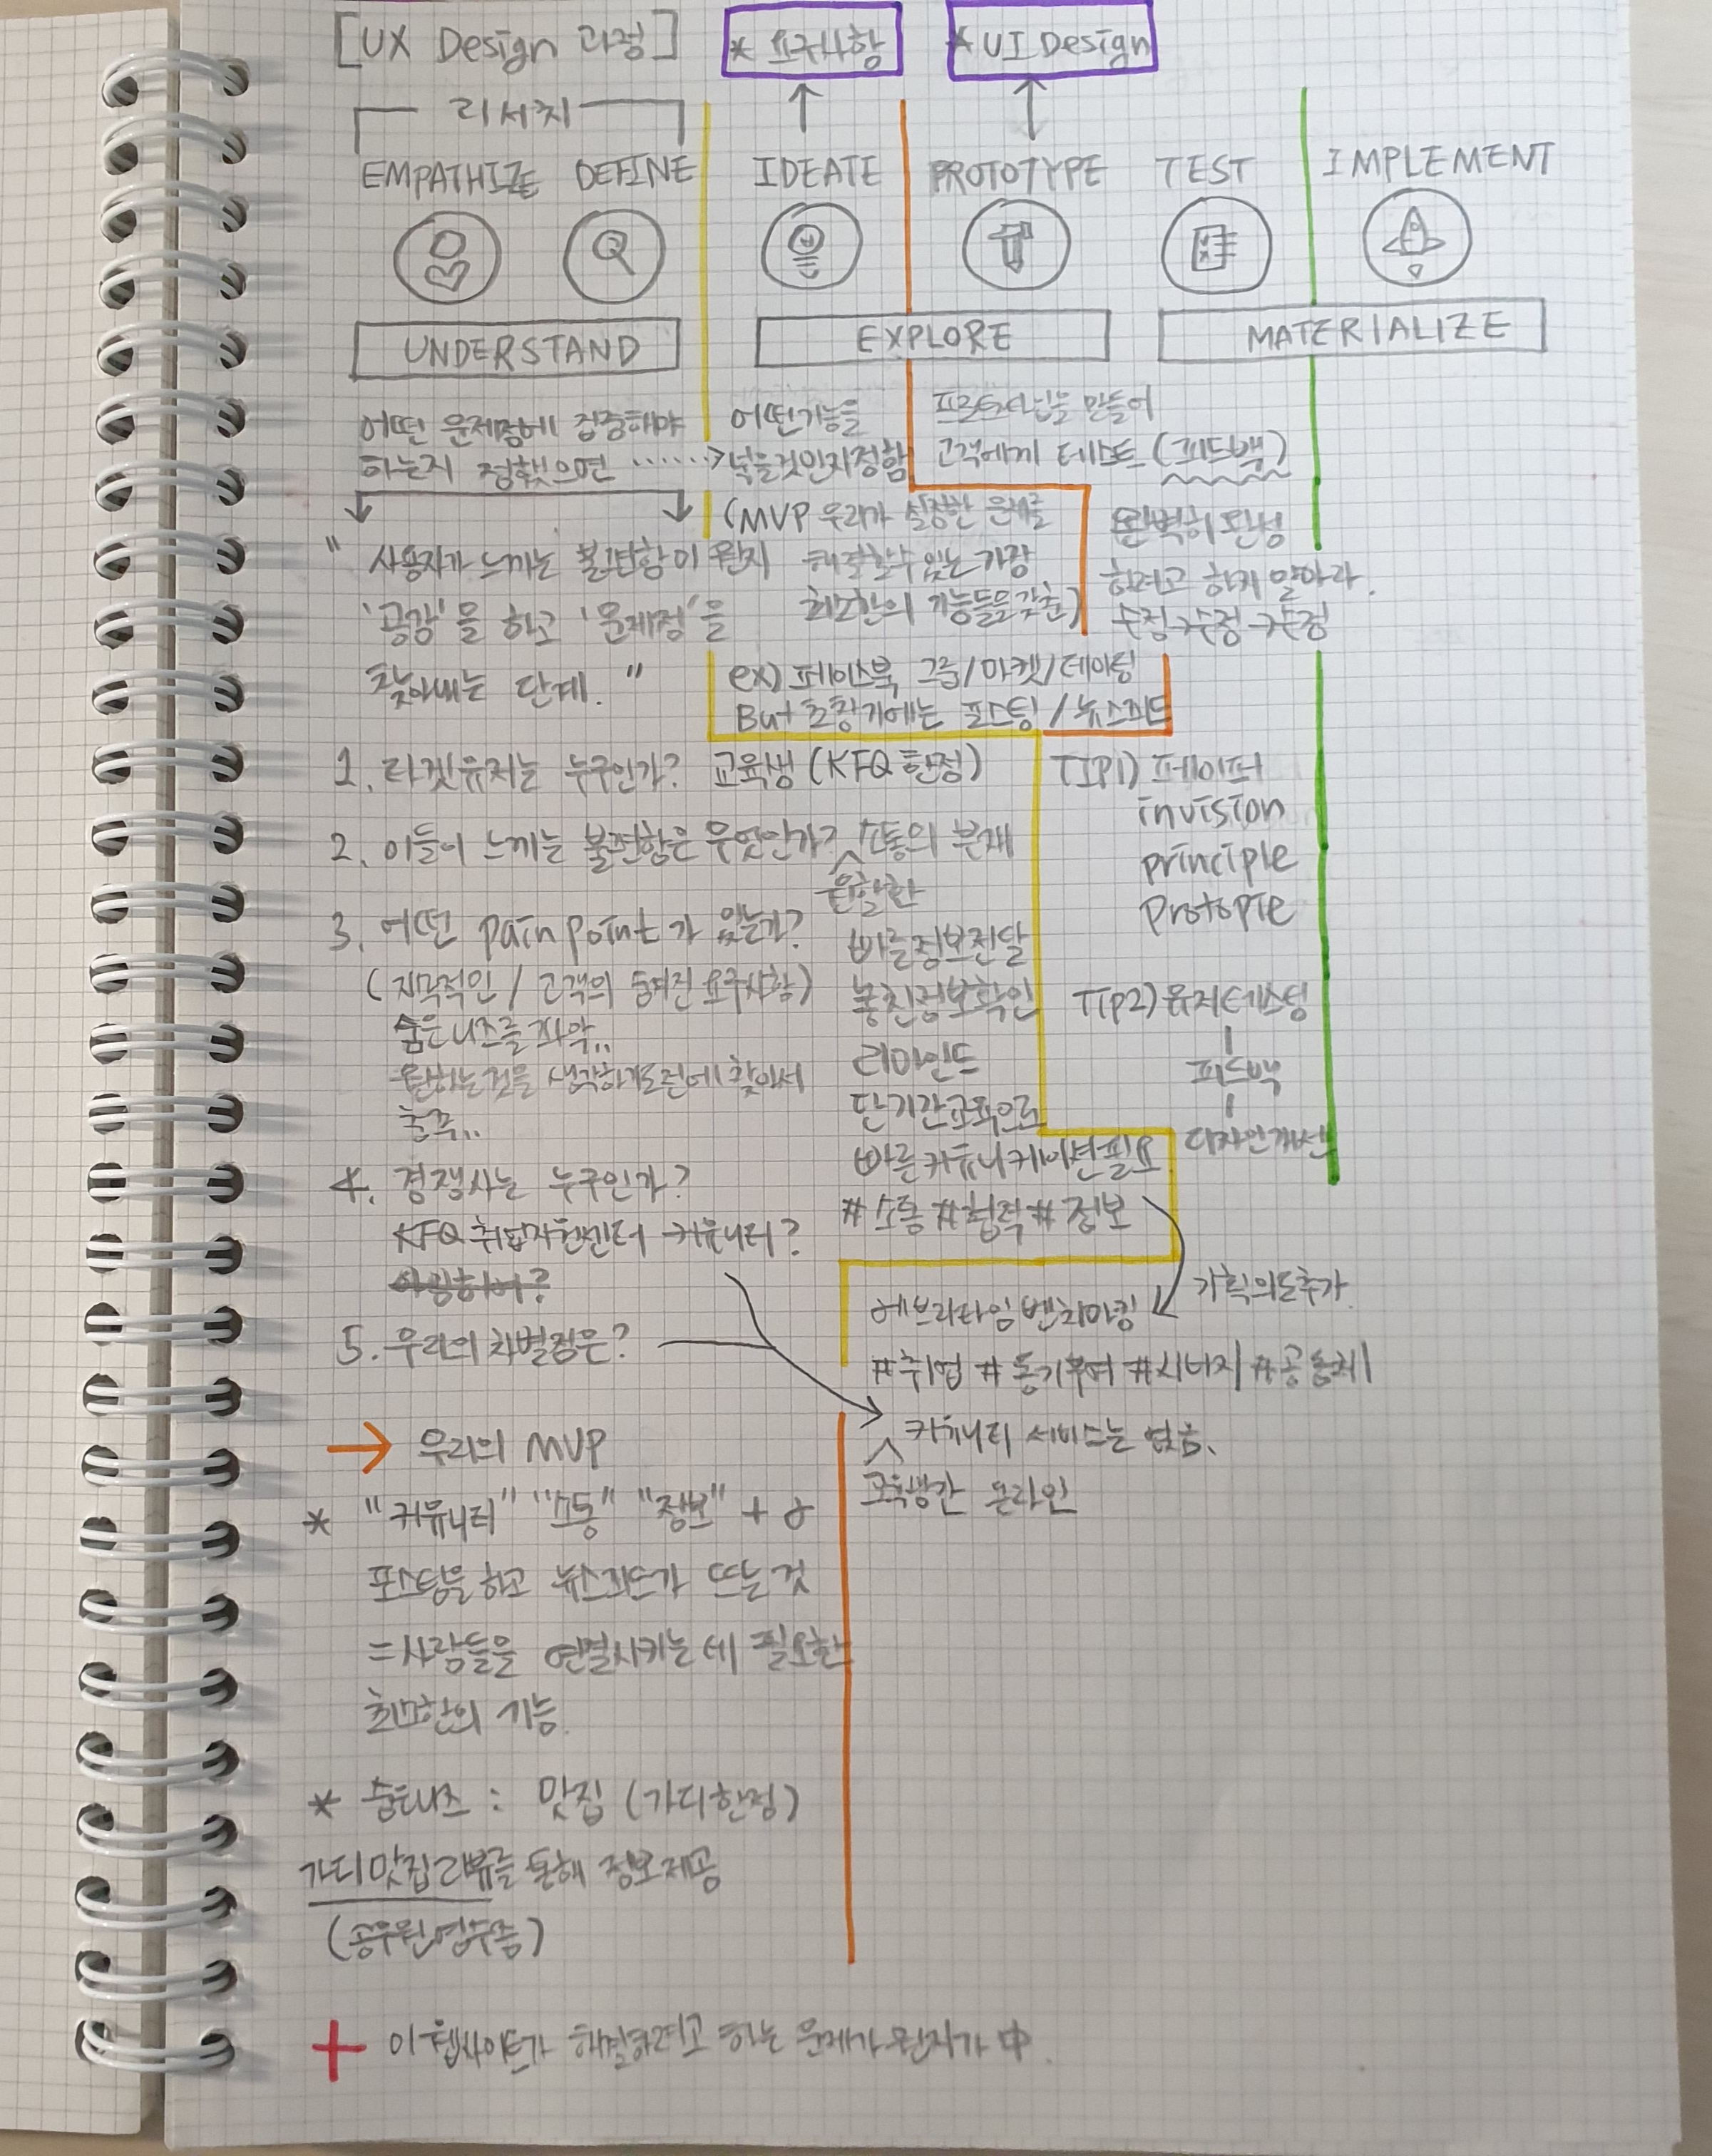 [UX Design 과정]
* 요구사항
* UI Design
리서치
EMPATHIZE
DEFINE
IDEATE
PROTOTYPE
TEST
IMPLEMENT
UNDERSTAND
EXPLORE
MATERIALIZE
어떤 문제점에 집중해야
하는지 정했으면 ……>
"사용자가 느끼는 불편함이 뭔지
'공감'을 하고 '문제점'을
찾아내는 단계."
어떤기능을
넣을것인지정함
(MVP 우리가 설정한 문제를
해결할수있는 가장
최소한의 기능들을갖춘)
ex) 페이스북 그룹/마켓/데이팅
But 초창기에는 포스팅/뉴스피드
프로토타입을 만들어
고객에게 테스트 (피드백)
완벽히 완성
하려고 하지 말아라.
수정→수정→수정
1. 타겟유저는 누구인가? 교육생 (KFQ 한정)
2. 이들이 느끼는 불편함은 무엇인가? 소통의 부재
원활한
3. 어떤 pain point가 있는가?
(지목적인 / 고객의 숨겨진 요구사항)
숨은니즈를 파악..
원하는것을 생각하기도전에 찾아서
충족..
빠른정보전달
놓친정보확인
리마인드
단기간교육으로
빠른커뮤니케이션필요
#소통 #협력 #정보
4. 경쟁사는 누구인가?
KFQ 취업지원센터 커뮤니티?
5. 우리의 차별점은?
기획의도추가
에브리타임벤치마킹
#취업 #동기부여 #시너지 #공동체
커뮤니티 서비스는 없음.
교육생간 온라인
TIP1) 페이퍼
invision
principle
protopie
TIP2) 유저테스팅
피드백
디자인개선
→ 우리의 MVP
* "커뮤니티" "소통" "정보" + α
포스팅을 하고 뉴스피드가 뜨는 것
= 사람들을 연결시키는 데 필요한
최소한의 기능.
* 숨은니즈 : 맛집 (가디한정)
가디맛집리뷰를 통해 정보제공
+ 이 웹사이트가 해결하려고 하는 문제가 뭔지가 中